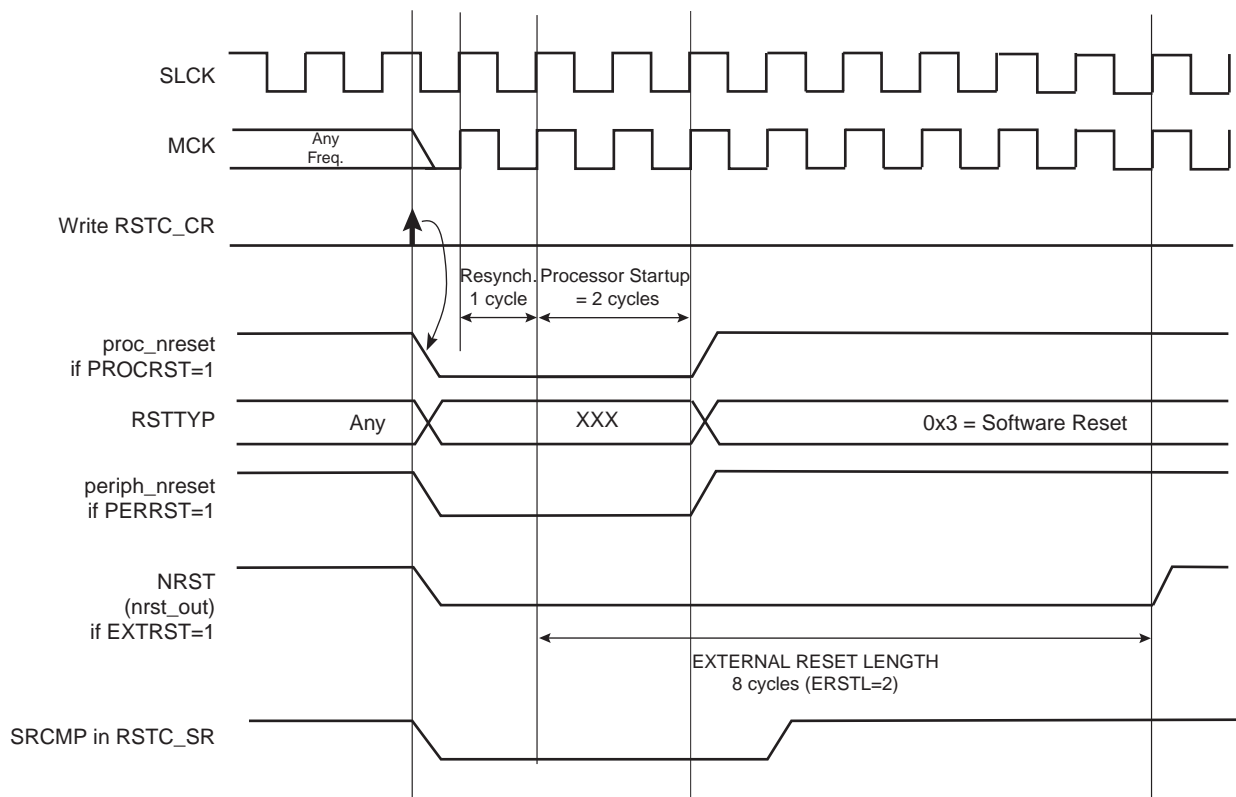 SLCK
MCK
Any
Freq.
Write RSTC_CR
Resynch.
1 cycle
Processor Startup
= 2 cycles
proc_nreset
if PROCRST=1
RSTTYP
Any
XXX
0x3 = Software Reset
periph_nreset
if PERRST=1
NRST
(nrst_out)
if EXTRST=1
EXTERNAL RESET LENGTH
8 cycles (ERSTL=2)
SRCMP in RSTC_SR